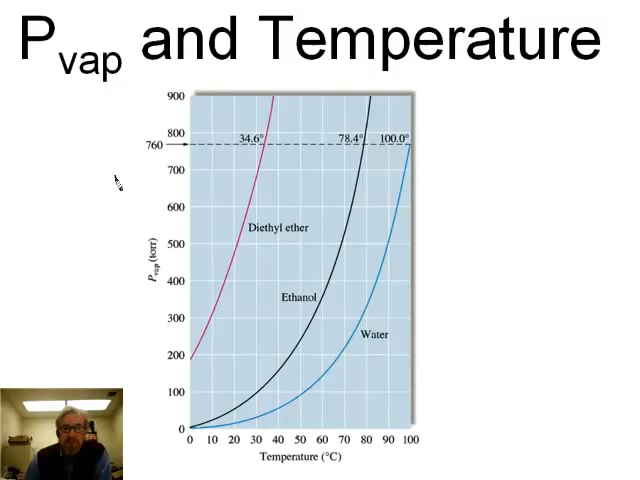 Pvap and Temperature
900
800
760
700
600
500
400
300
200
100
0
Pvap (torr)
34.6° 78.4° 100.0°
Diethyl ether
Ethanol
Water
0 10 20 30 40 50 60 70 80 90 100
Temperature (°C)